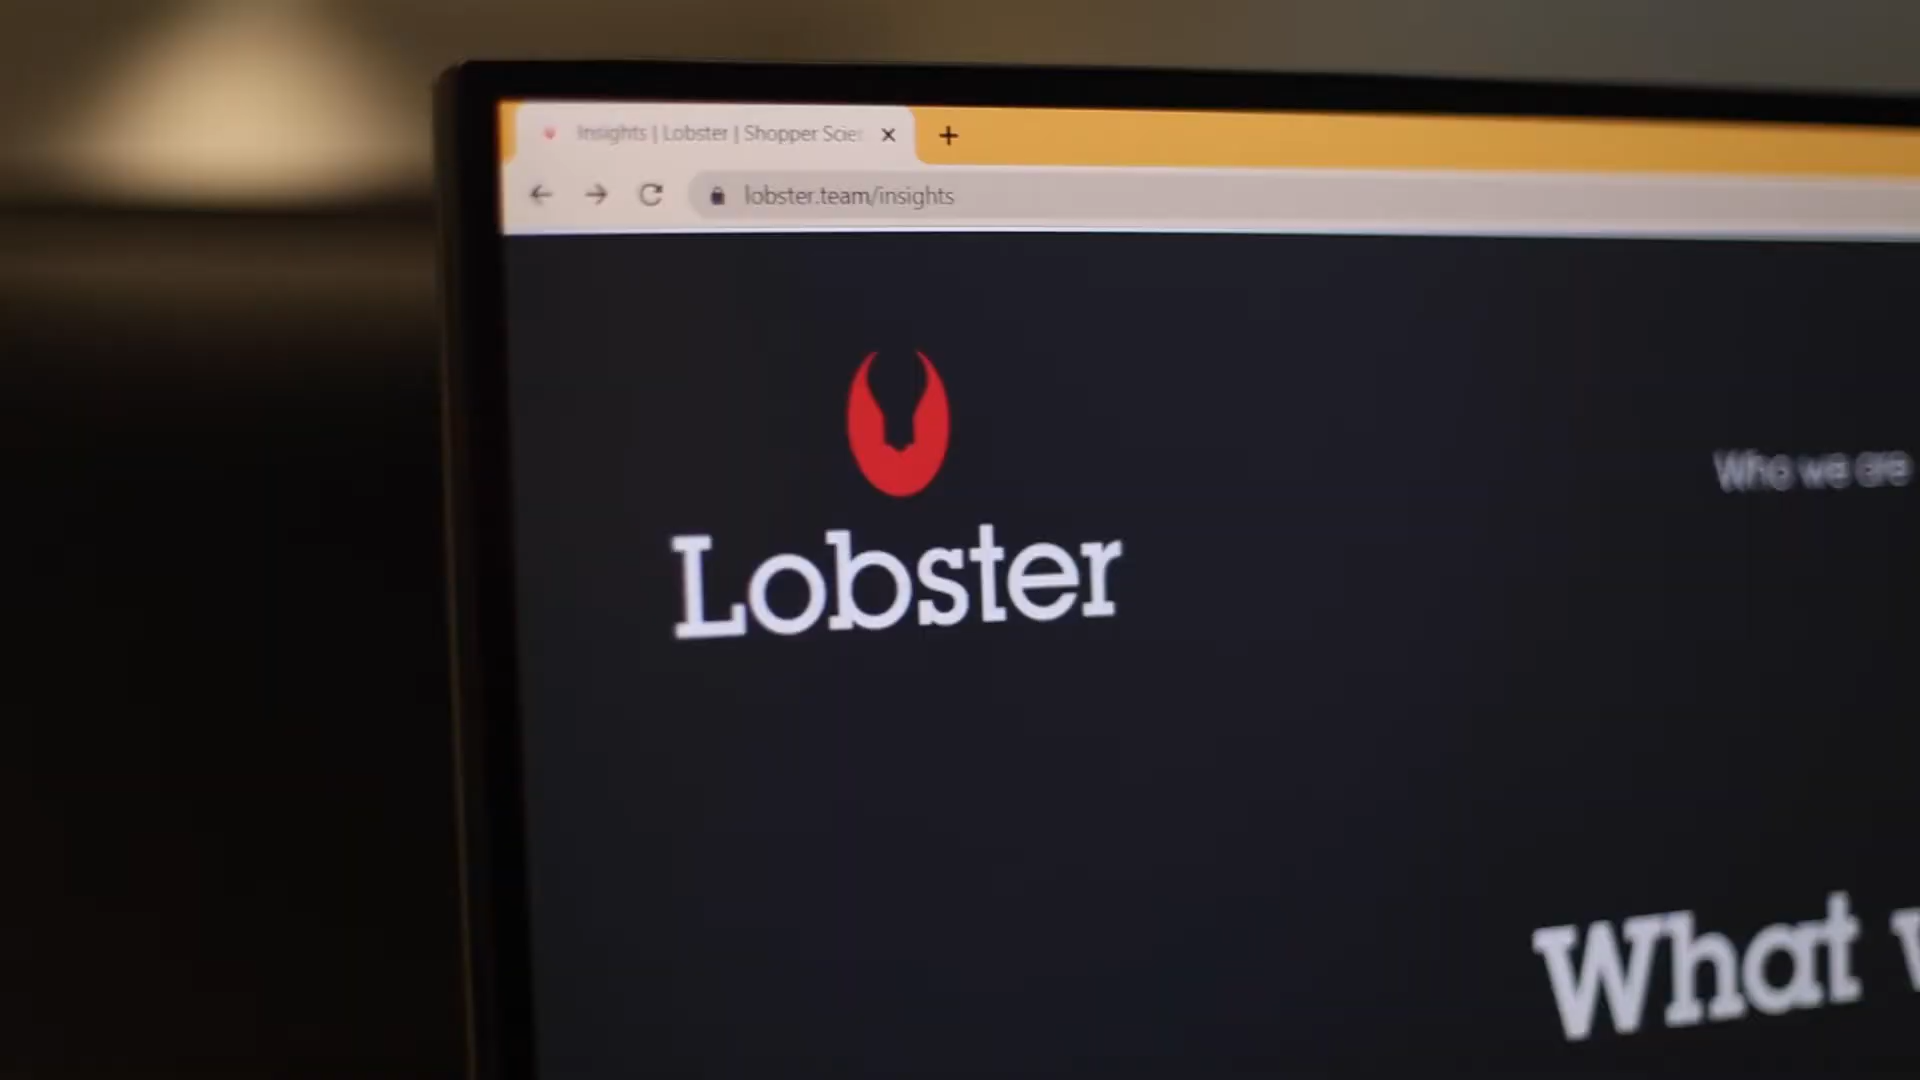 Insights | Lobster | Shopper Scie
lobster.team/insights
Lobster
Who we are
What